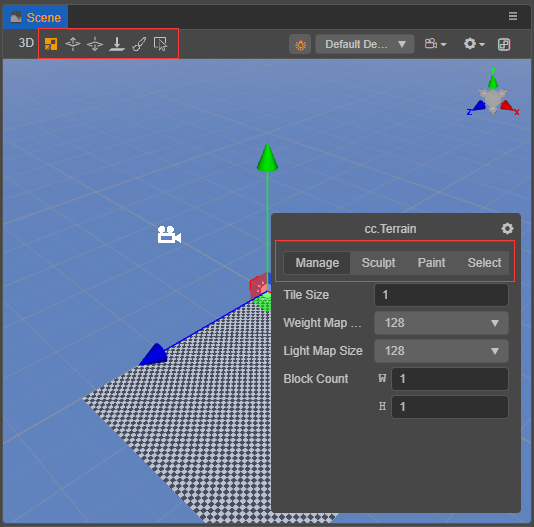 Scene
3D
Default De...
Y
Z
X
cc.Terrain
Manage Sculpt Paint Select
Tile Size 1
Weight Map ... 128
Light Map Size 128
Block Count W 1
H 1